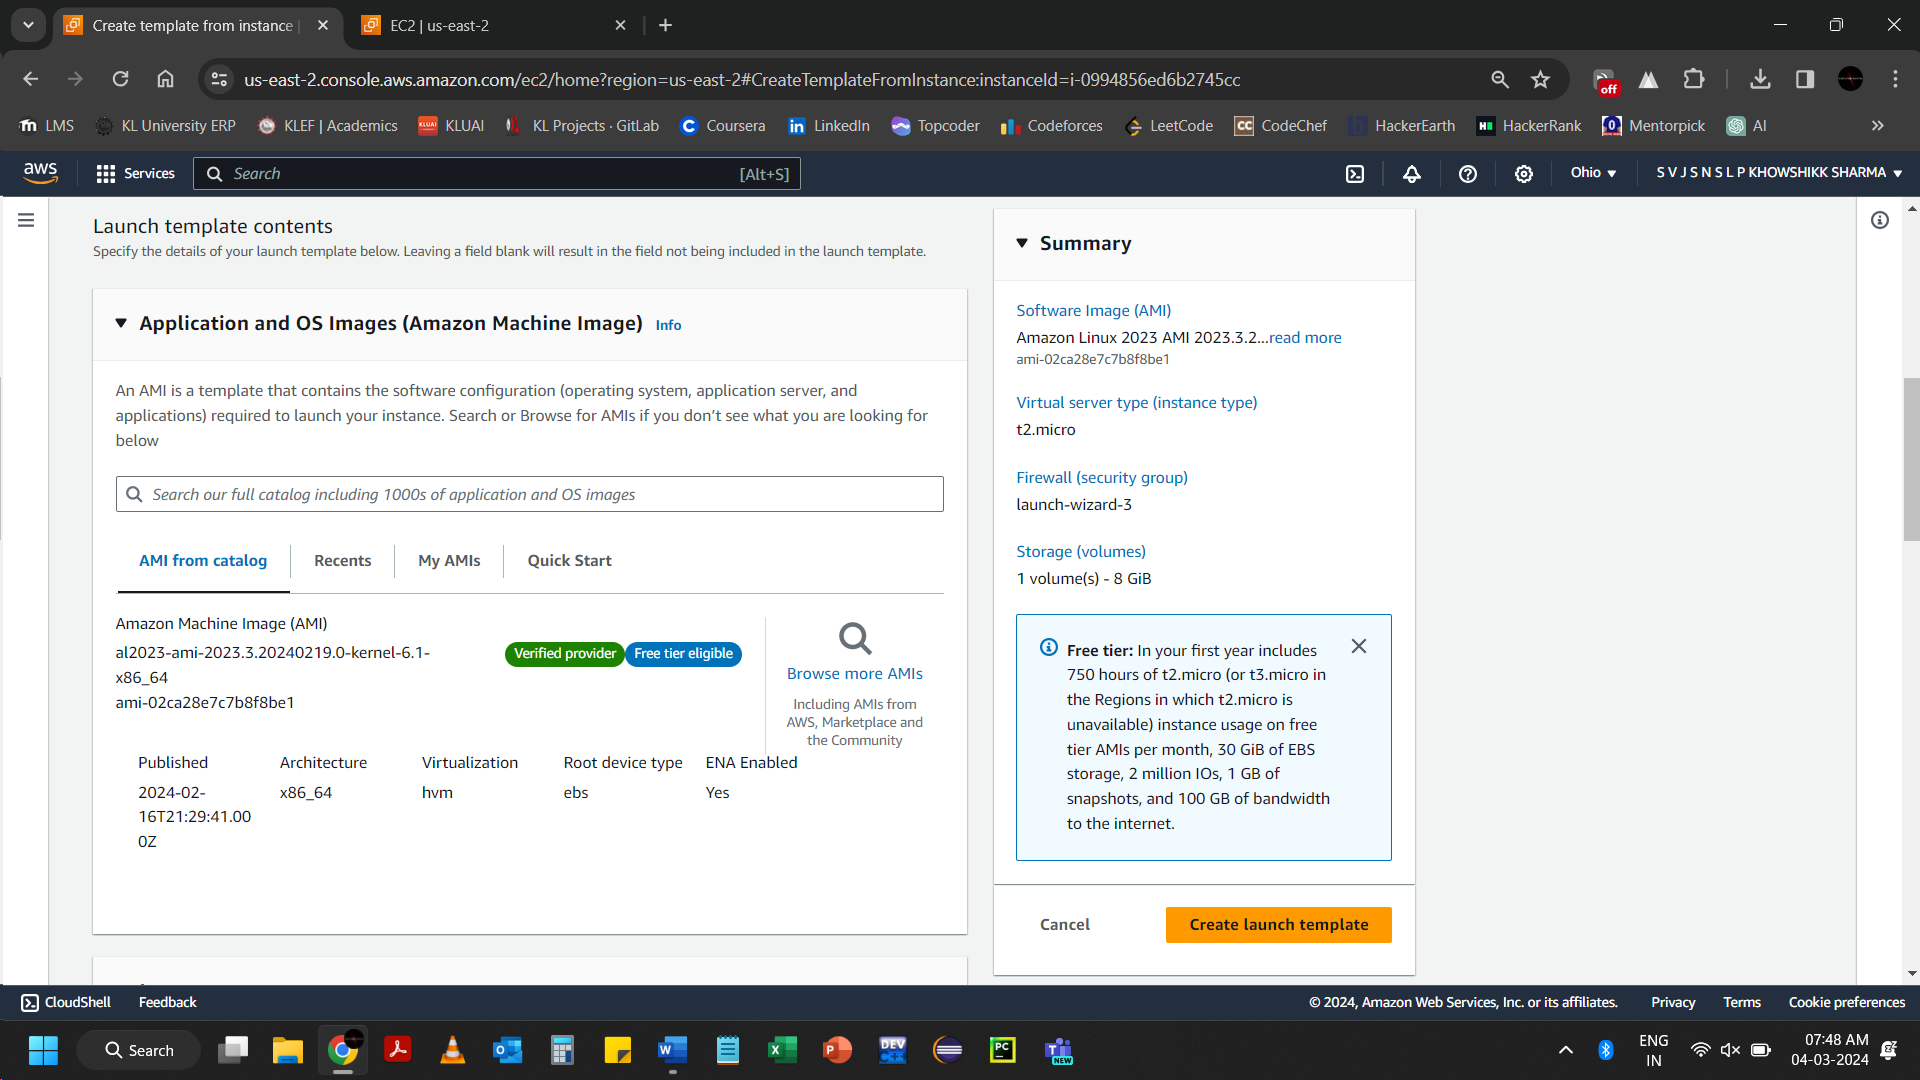 Create template from instance |
EC2 | us-east-2
us-east-2.console.aws.amazon.com/ec2/home?region=us-east-2#CreateTemplateFromInstance:instanceId=i-0994856ed6b2745cc
off
LMS
KL University ERP
KLEF | Academics
KLUAI
KL Projects · GitLab
Coursera
LinkedIn
Topcoder
Codeforces
LeetCode
CodeChef
HackerEarth
HackerRank
Mentorpick
AI
aws
Services
Search
[Alt+S]
Ohio
S V J S N S L P KHOWSHIKK SHARMA
Launch template contents
Specify the details of your launch template below. Leaving a field blank will result in the field not being included in the launch template.
Application and OS Images (Amazon Machine Image) Info
An AMI is a template that contains the software configuration (operating system, application server, and
applications) required to launch your instance. Search or Browse for AMIs if you don’t see what you are looking for
below
Search our full catalog including 1000s of application and OS images
AMI from catalog
Recents
My AMIs
Quick Start
Amazon Machine Image (AMI)
al2023-ami-2023.3.20240219.0-kernel-6.1-
x86_64
ami-02ca28e7c7b8f8be1
Verified provider
Free tier eligible
Browse more AMIs
Including AMIs from
AWS, Marketplace and
the Community
Published
2024-02-
16T21:29:41.00
0Z
Architecture
x86_64
Virtualization
hvm
Root device type
ebs
ENA Enabled
Yes
Summary
Software Image (AMI)
Amazon Linux 2023 AMI 2023.3.2...read more
ami-02ca28e7c7b8f8be1
Virtual server type (instance type)
t2.micro
Firewall (security group)
launch-wizard-3
Storage (volumes)
1 volume(s) - 8 GiB
Free tier: In your first year includes
750 hours of t2.micro (or t3.micro in
the Regions in which t2.micro is
unavailable) instance usage on free
tier AMIs per month, 30 GiB of EBS
storage, 2 million IOs, 1 GB of
snapshots, and 100 GB of bandwidth
to the internet.
Cancel
Create launch template
CloudShell
Feedback
© 2024, Amazon Web Services, Inc. or its affiliates.
Privacy
Terms
Cookie preferences
Search
DEV
PC
NEW
ENG
IN
07:48 AM
04-03-2024